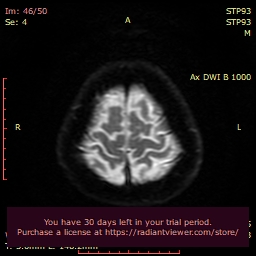 Im: 46/50
Se: 4
A
STP93
STP93
M
Ax DWI B 1000
R
L
You have 30 days left in your trial period.
Purchase a license at https://radiantviewer.com/store/